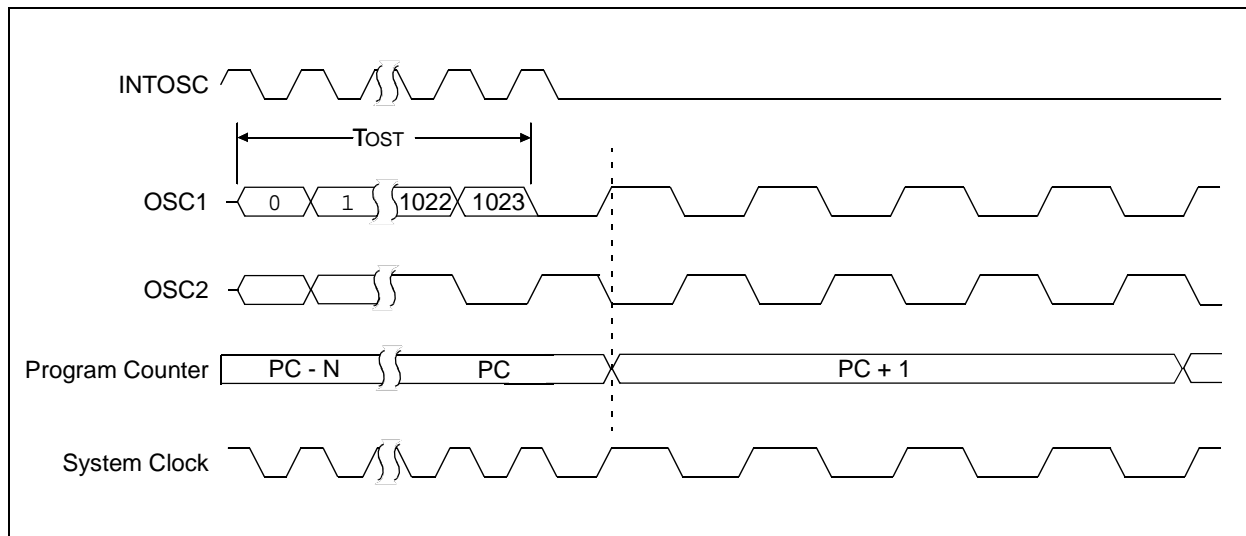 INTOSC
TOST
OSC1 0 1 1022 1023
OSC2
Program Counter PC - N PC PC + 1
System Clock